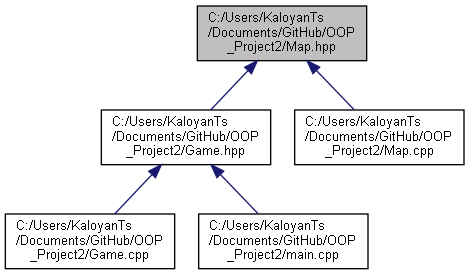 C:/Users/KaloyanTs
/Documents/GitHub/OOP
_Project2/Map.hpp
C:/Users/KaloyanTs
/Documents/GitHub/OOP
_Project2/Game.hpp
C:/Users/KaloyanTs
/Documents/GitHub/OOP
_Project2/Map.cpp
C:/Users/KaloyanTs
/Documents/GitHub/OOP
_Project2/Game.cpp
C:/Users/KaloyanTs
/Documents/GitHub/OOP
_Project2/main.cpp